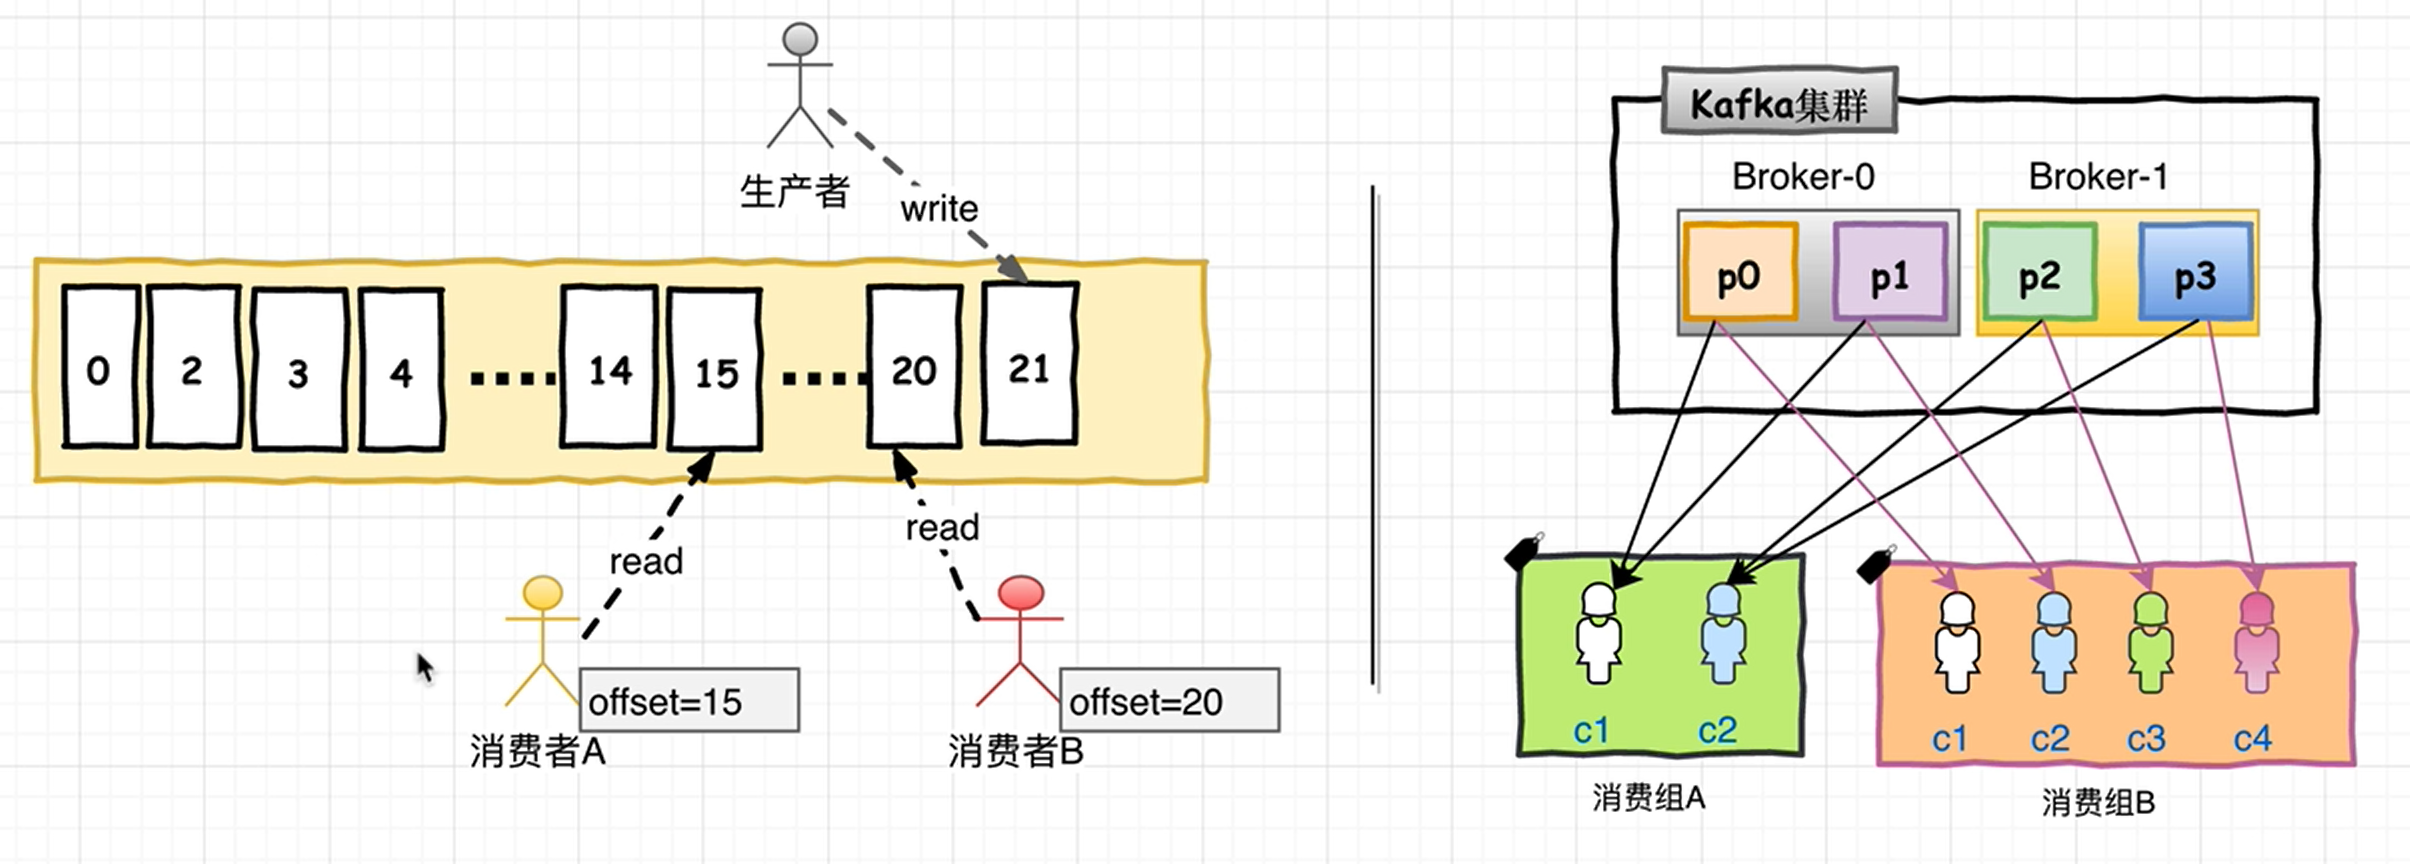 生产者
write
0 2 3 4 ---- 14 15 ---- 20 21
read
read
offset=15
offset=20
消费者A
消费者B
Kafka集群
Broker-0
Broker-1
p0
p1
p2
p3
c1
c2
消费组A
c1
c2
c3
c4
消费组B